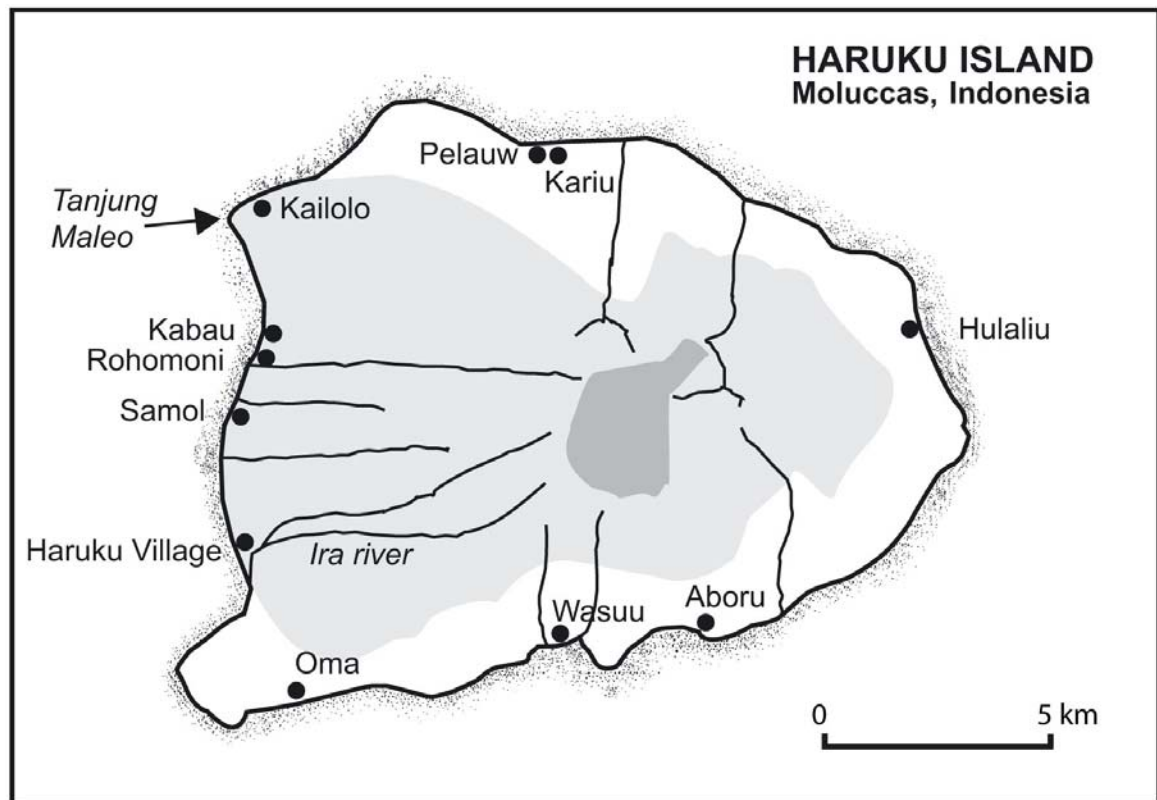 HARUKU ISLAND
Moluccas, Indonesia
Pelauw
Kariu
Tanjung
Maleo
Kailolo
Kabau
Hulaliu
Rohomoni
Samol
Haruku Village
Ira river
Wasuu
Aboru
Oma
0 5 km